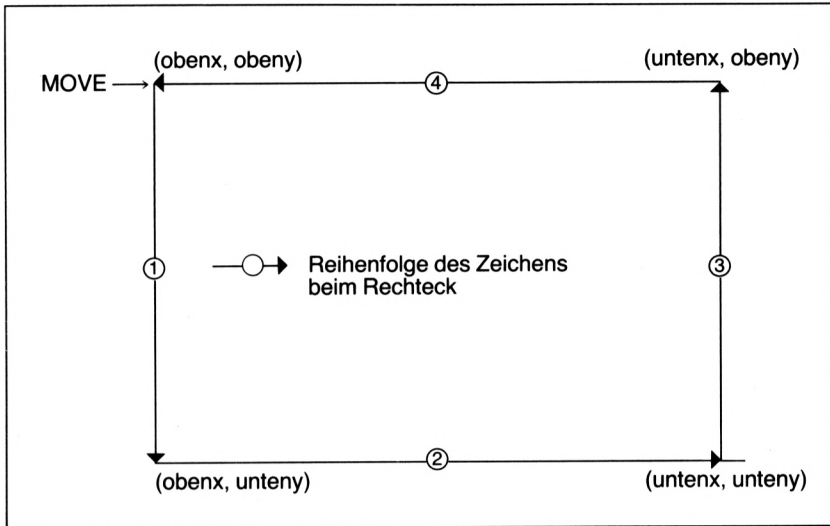 (obenx, obeny)
(untenx, obeny)
MOVE
4
1
Reihenfolge des Zeichens
beim Rechteck
3
2
(obenx, unteny)
(untenx, unteny)